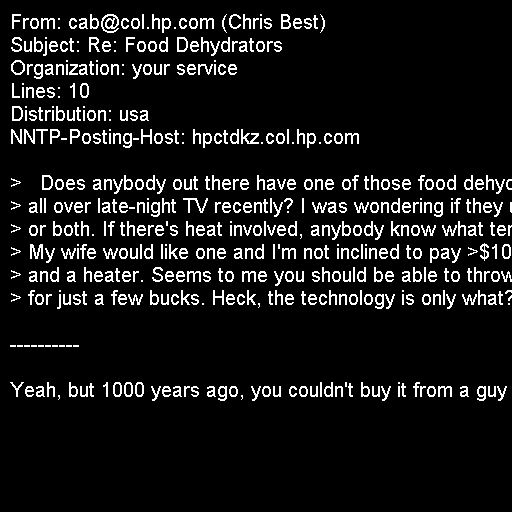 From: cab@col.hp.com (Chris Best)
Subject: Re: Food Dehydrators
Organization: your service
Lines: 10
Distribution: usa
NNTP-Posting-Host: hpctdkz.col.hp.com
>   Does anybody out there have one of those food
> all over late-night TV recently? I was wondering if they
> or both. If there's heat involved, anybody know what
> My wife would like one and I'm not inclined to pay >$10
> and a heater. Seems to me you should be able to throw
> for just a few bucks. Heck, the technology is only what?
----------
Yeah, but 1000 years ago, you couldn't buy it from a guy